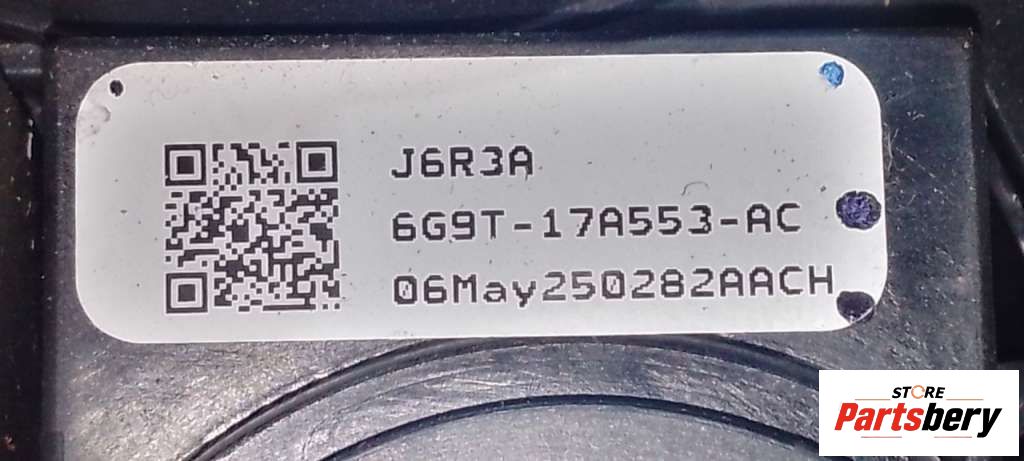 J6R3A
6G9T-17A553-AC
06May250282AACH
STORE
Partsbery